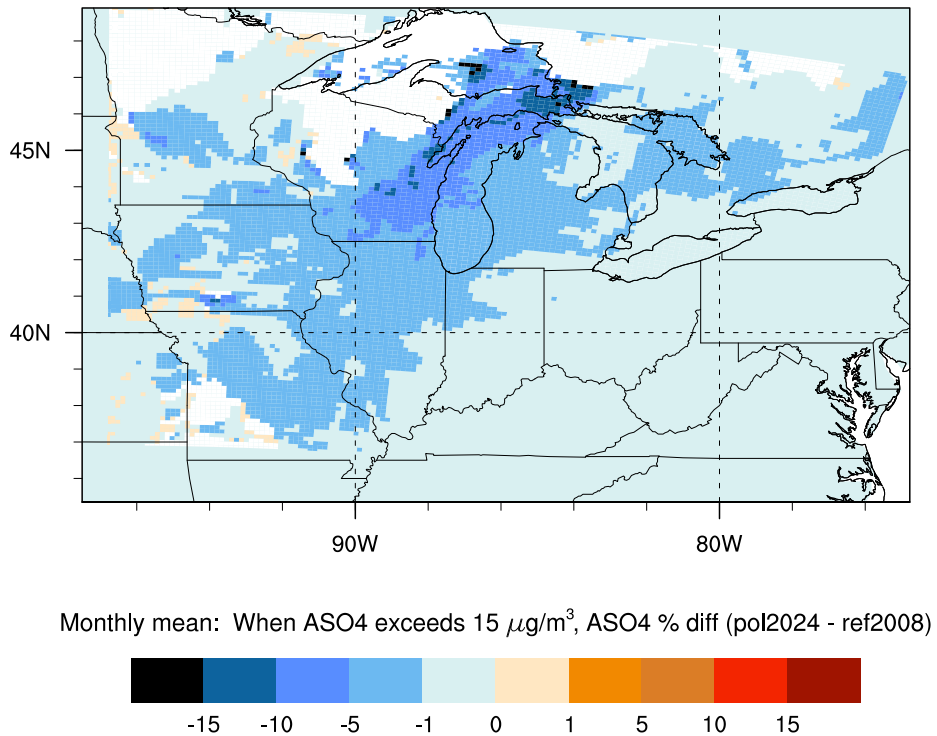 45N
40N
90W 80W
Monthly mean: When ASO4 exceeds 15 μg/m³, ASO4 % diff (pol2024 - ref2008)
-15 -10 -5 -1 0 1 5 10 15